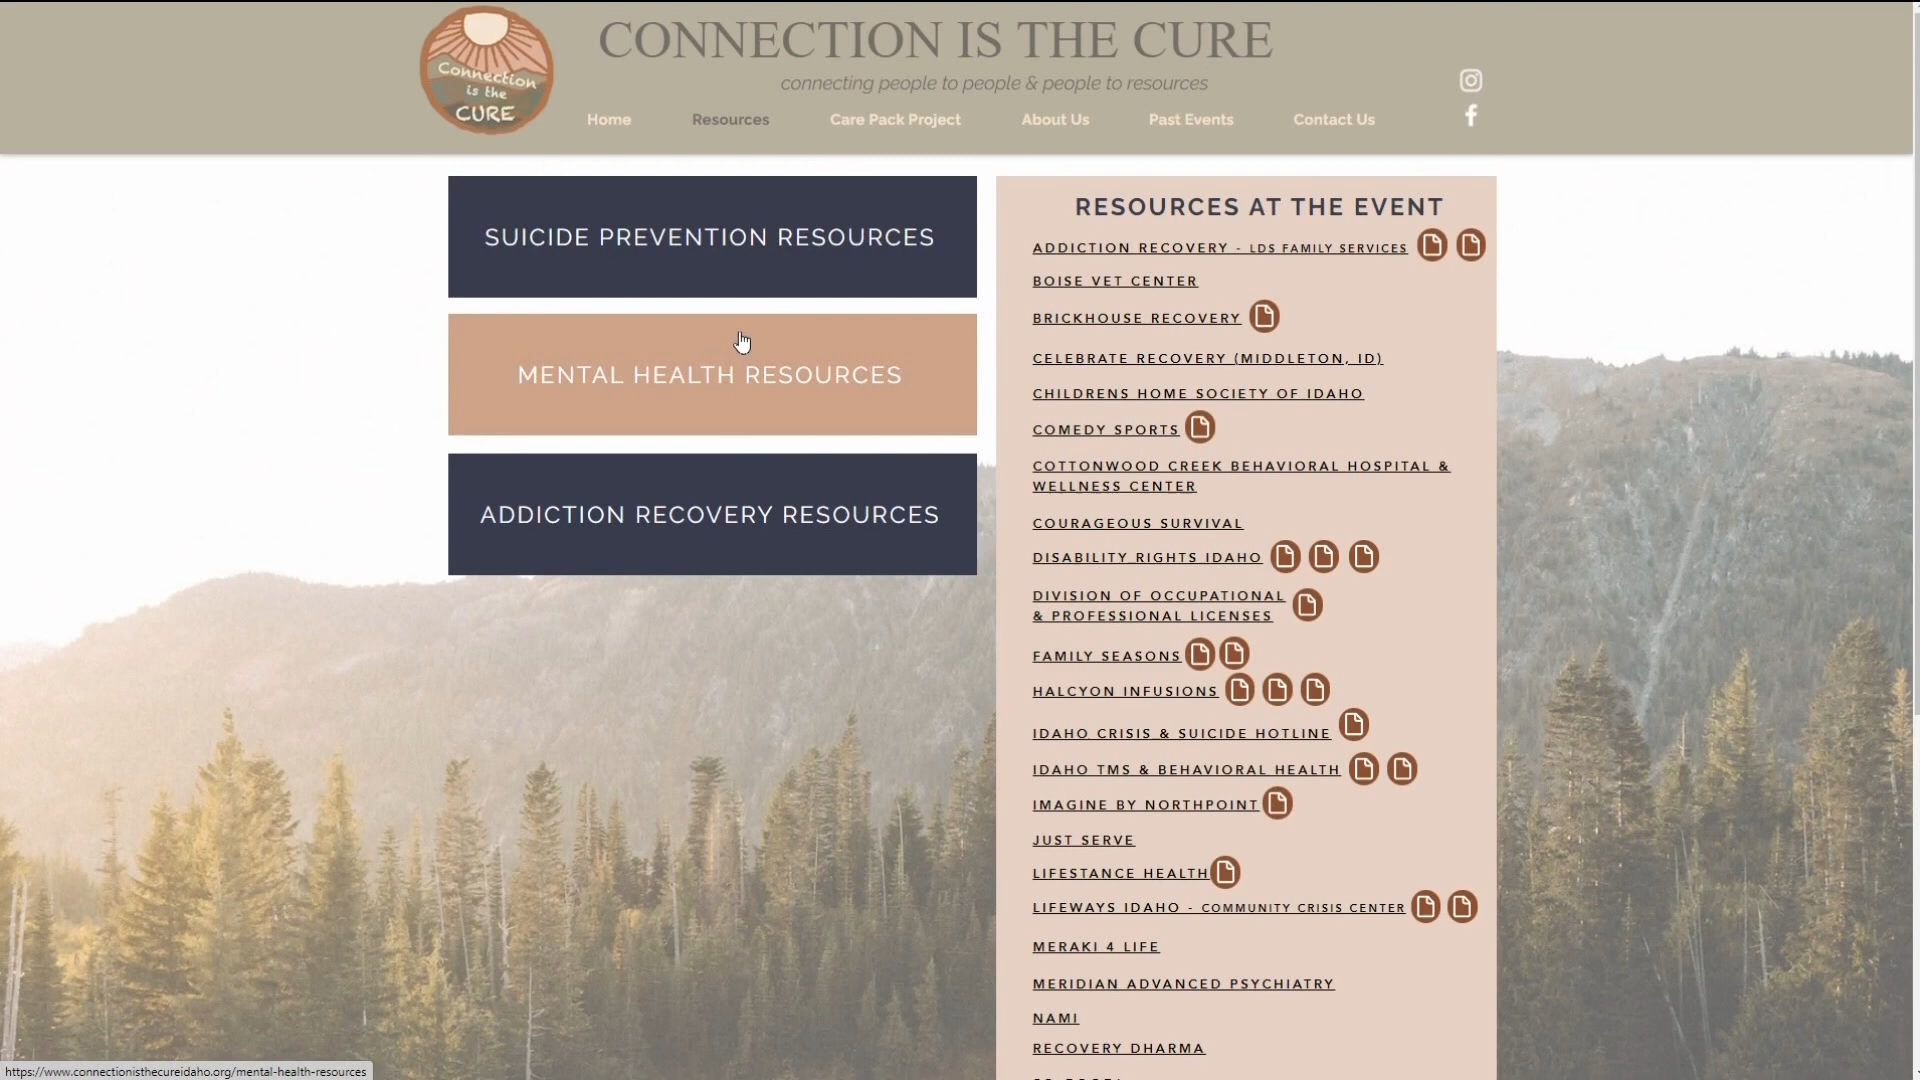 Connection
is the
CURE
CONNECTION IS THE CURE
connecting people to people & people to resources
Home
Resources
Care Pack Project
About Us
Past Events
Contact Us
SUICIDE PREVENTION RESOURCES
MENTAL HEALTH RESOURCES
ADDICTION RECOVERY RESOURCES
RESOURCES AT THE EVENT
ADDICTION RECOVERY - LDS FAMILY SERVICES
BOISE VET CENTER
BRICKHOUSE RECOVERY
CELEBRATE RECOVERY (MIDDLETON, ID)
CHILDRENS HOME SOCIETY OF IDAHO
COMEDY SPORTS
COTTONWOOD CREEK BEHAVIORAL HOSPITAL &
WELLNESS CENTER
COURAGEOUS SURVIVAL
DISABILITY RIGHTS IDAHO
DIVISION OF OCCUPATIONAL
& PROFESSIONAL LICENSES
FAMILY SEASONS
HALCYON INFUSIONS
IDAHO CRISIS & SUICIDE HOTLINE
IDAHO TMS & BEHAVIORAL HEALTH
IMAGINE BY NORTHPOINT
JUST SERVE
LIFESTANCE HEALTH
LIFEWAYS IDAHO - COMMUNITY CRISIS CENTER
MERAKI 4 LIFE
MERIDIAN ADVANCED PSYCHIATRY
NAMI
RECOVERY DHARMA
https://www.connectionisthecureidaho.org/mental-health-resources